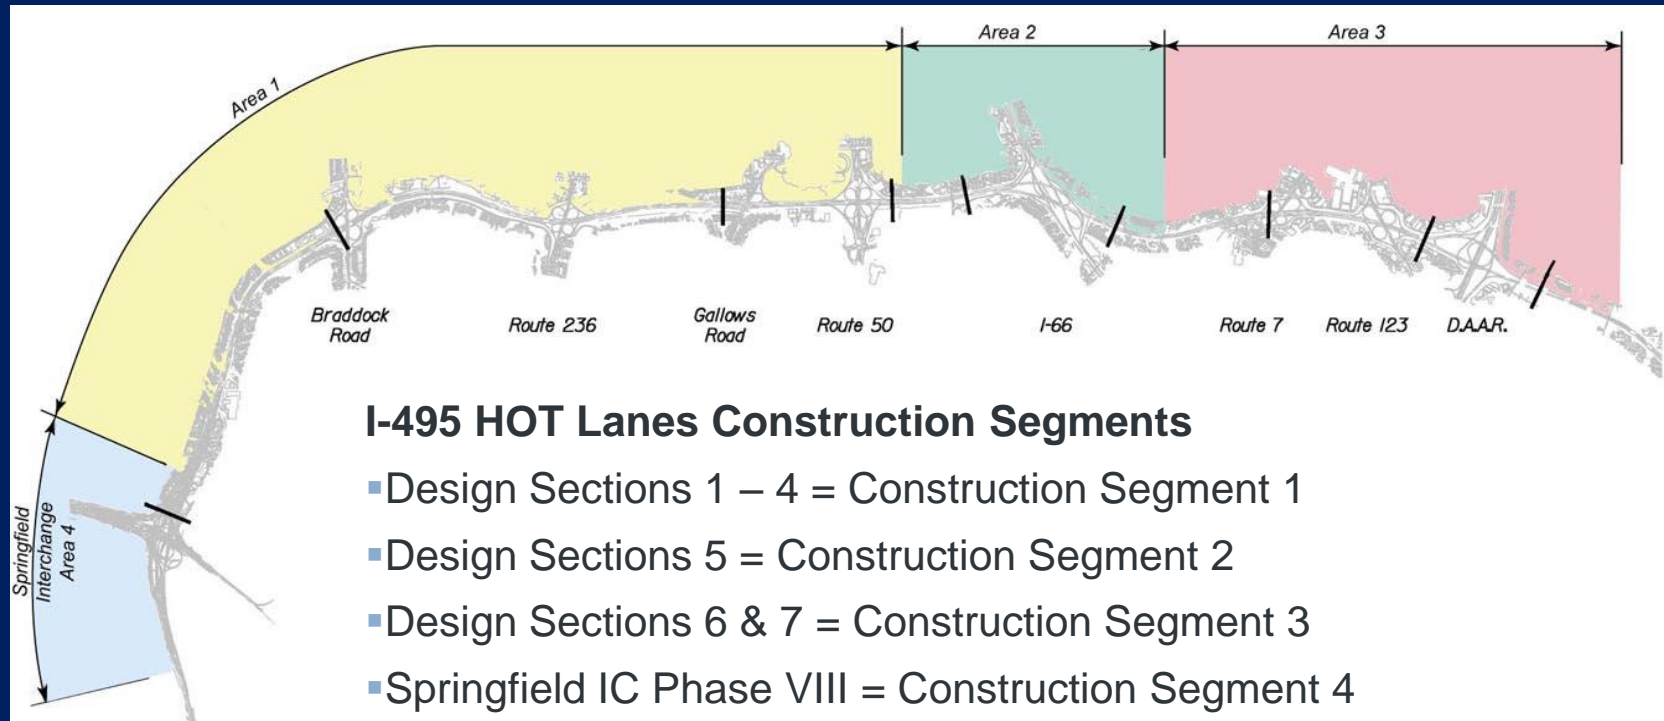 Area 1
Area 2
Area 3
Braddock
Road
Route 236
Gallows
Road
Route 50
I-66
Route 7
Route 123
D.A.A.R.
Springfield
Interchange
Area 4
I-495 HOT Lanes Construction Segments
▪Design Sections 1 – 4 = Construction Segment 1
▪Design Sections 5 = Construction Segment 2
▪Design Sections 6 & 7 = Construction Segment 3
▪Springfield IC Phase VIII = Construction Segment 4